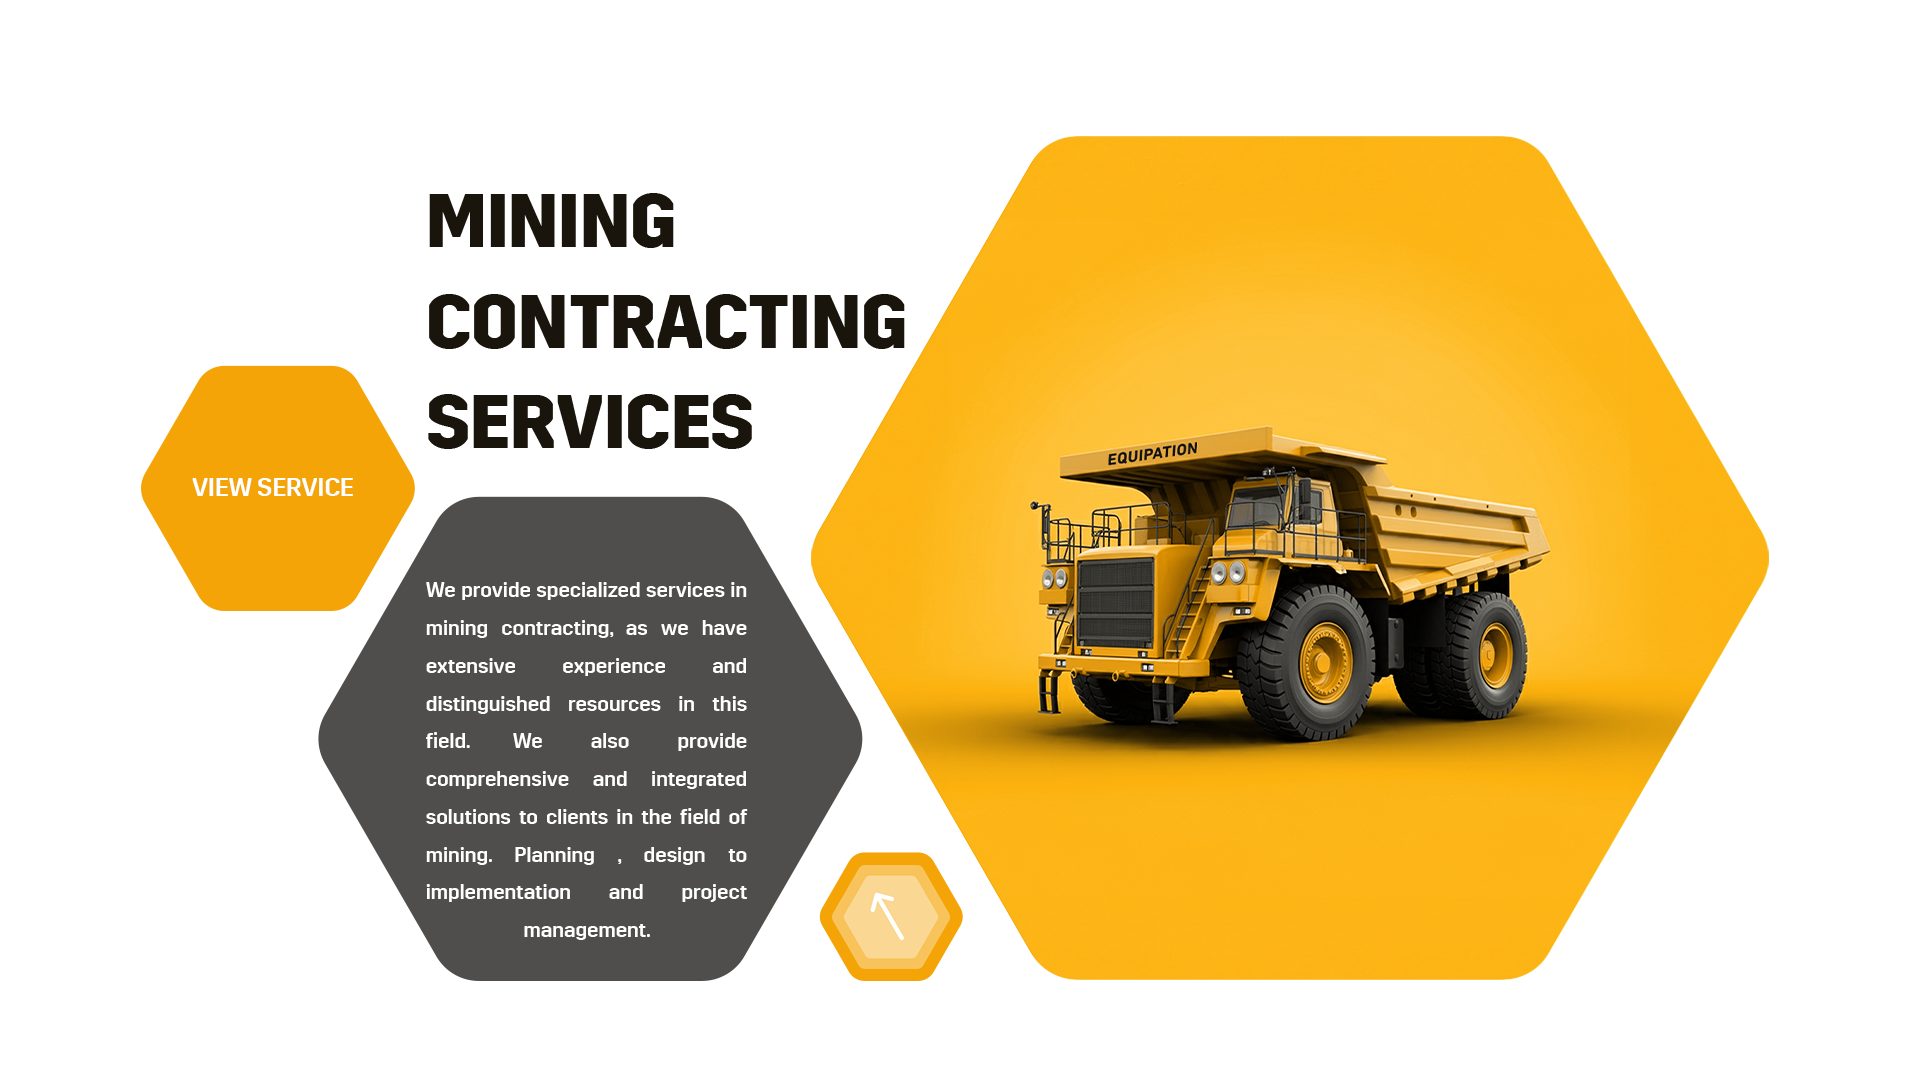 MINING
CONTRACTING
SERVICES
VIEW SERVICE
We provide specialized services in
mining contracting, as we have
extensive experience and
distinguished resources in this
field. We also provide
comprehensive and integrated
solutions to clients in the field of
mining. Planning , design to
implementation and project
management.
EQUIPATION